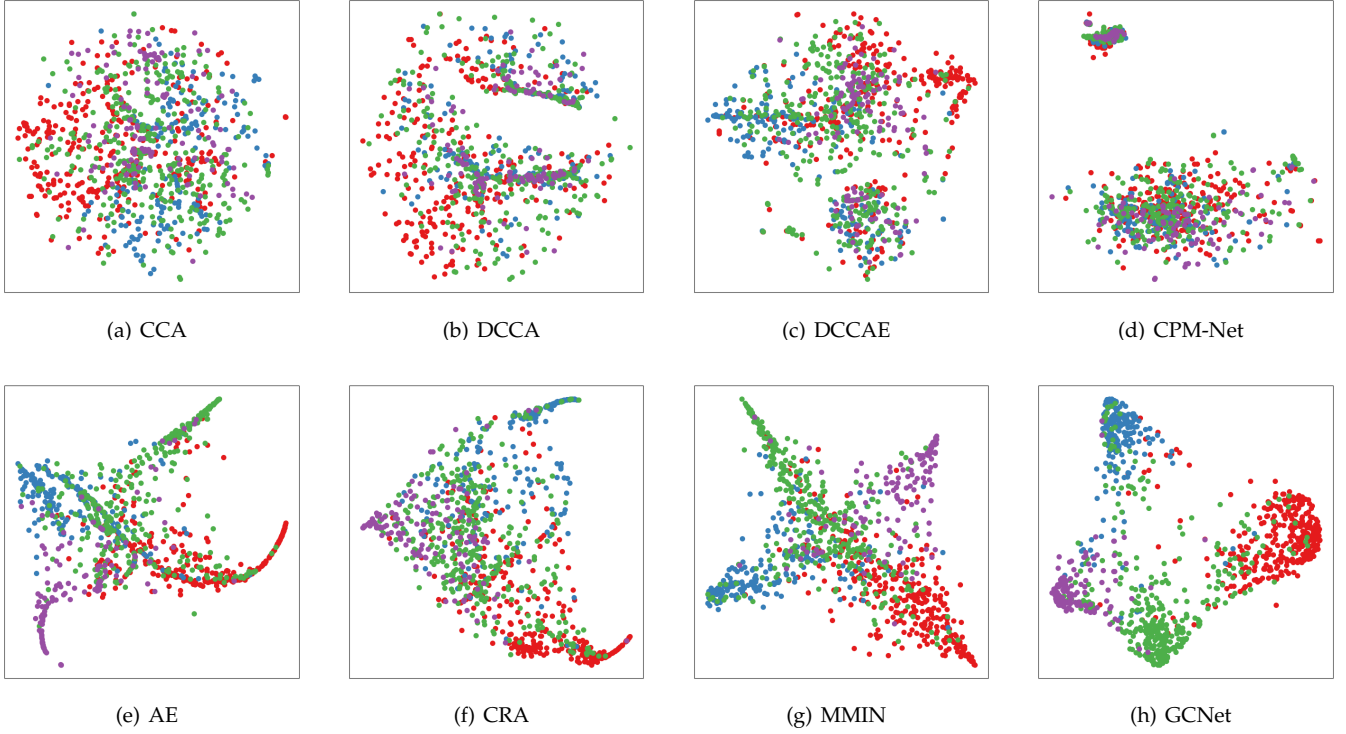 (a) CCA
(b) DCCA
(c) DCCAE
(d) CPM-Net
(e) AE
(f) CRA
(g) MMIN
(h) GCNet